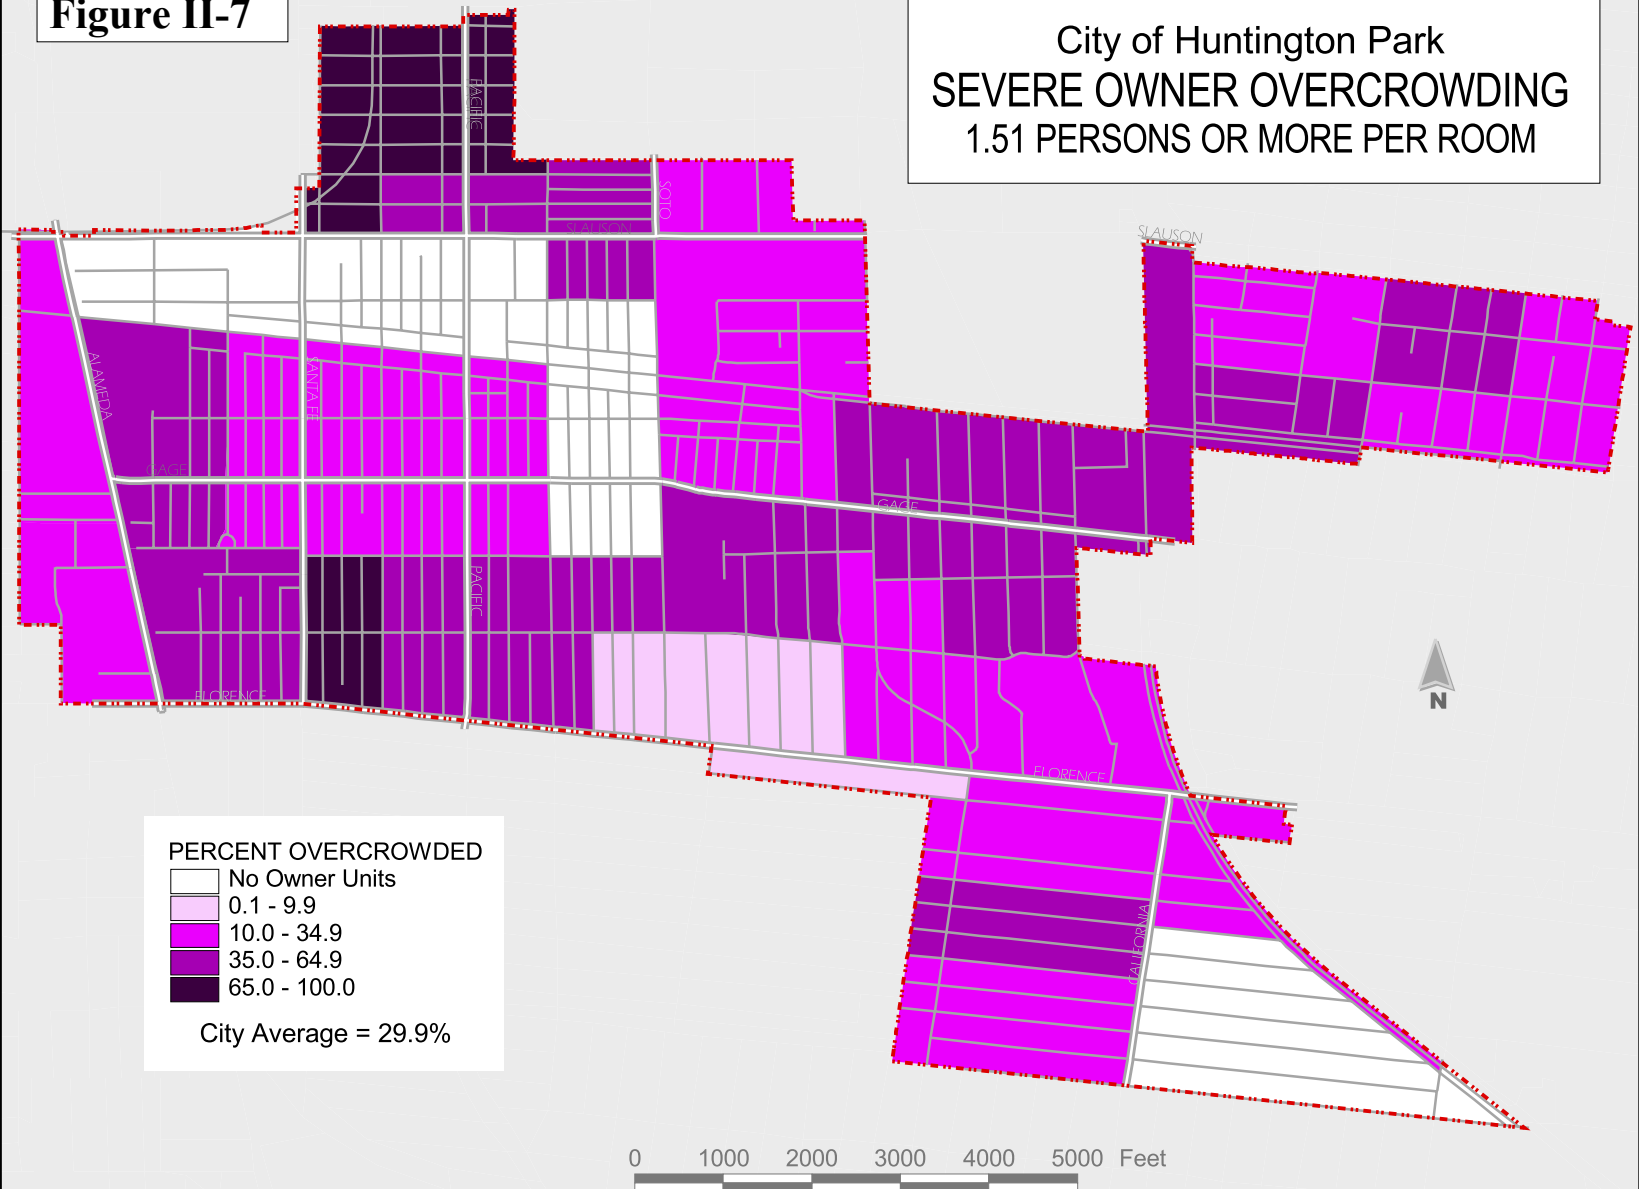 Figure II-7
City of Huntington Park
SEVERE OWNER OVERCROWDING
1.51 PERSONS OR MORE PER ROOM
PACIFIC
SOTO
SLAUSON
SLAUSON
ALAMEDA
SANTA FE
GAGE
GAGE
PACIFIC
FLORENCE
FLORENCE
CALIFORNIA
N
PERCENT OVERCROWDED
No Owner Units
0.1 - 9.9
10.0 - 34.9
35.0 - 64.9
65.0 - 100.0
City Average = 29.9%
0 1000 2000 3000 4000 5000 Feet